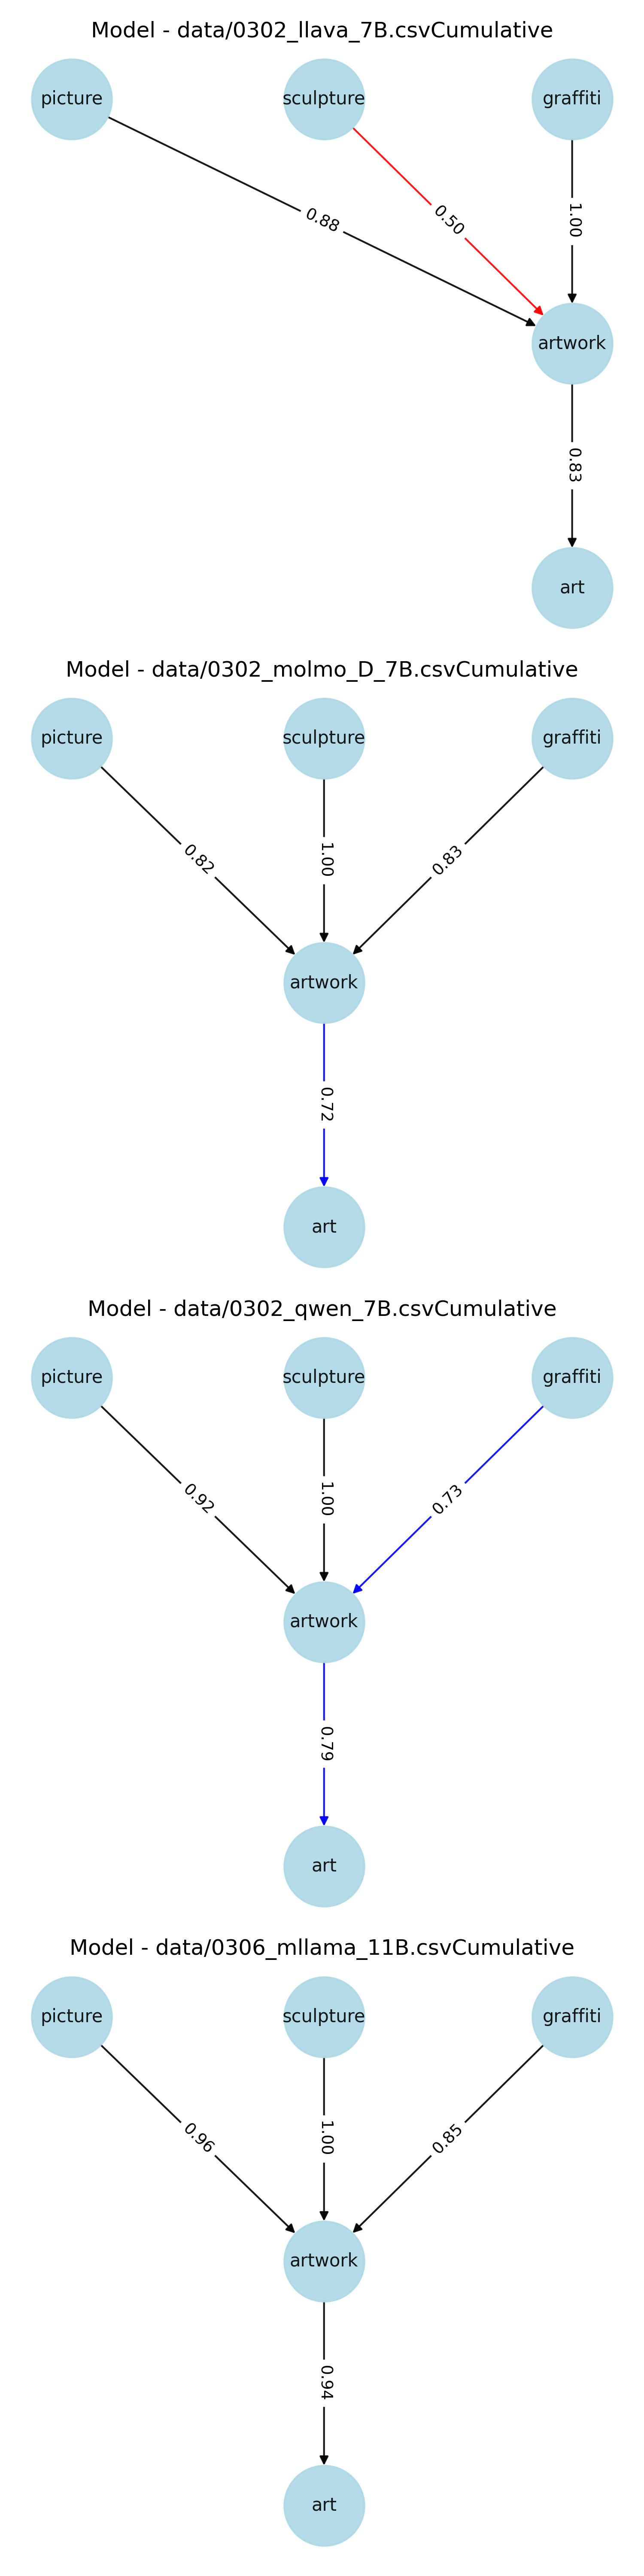 Model - data/0302_llava_7B.csvCumulative
picture sculpture graffiti
0.88 0.50 1.00
artwork
0.83
art
Model - data/0302_molmo_D_7B.csvCumulative
picture sculpture graffiti
0.82 1.00 0.83
artwork
0.72
art
Model - data/0302_qwen_7B.csvCumulative
picture sculpture graffiti
0.92 1.00 0.73
artwork
0.79
art
Model - data/0306_mllama_11B.csvCumulative
picture sculpture graffiti
0.96 1.00 0.85
artwork
0.94
art